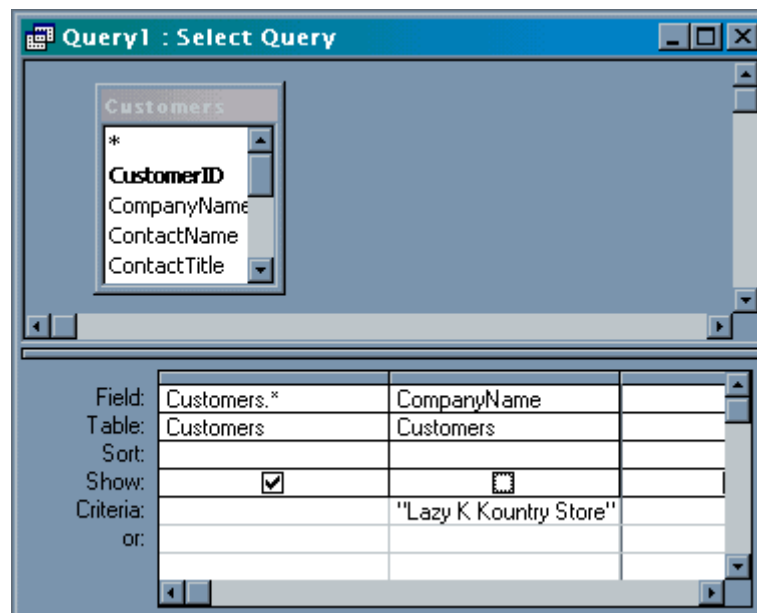 Query1 : Select Query
Customers
*
CustomerID
CompanyName
ContactName
ContactTitle
Field: Customers.* CompanyName
Table: Customers Customers
Sort:
Show:
Criteria: "Lazy K Kountry Store"
or: